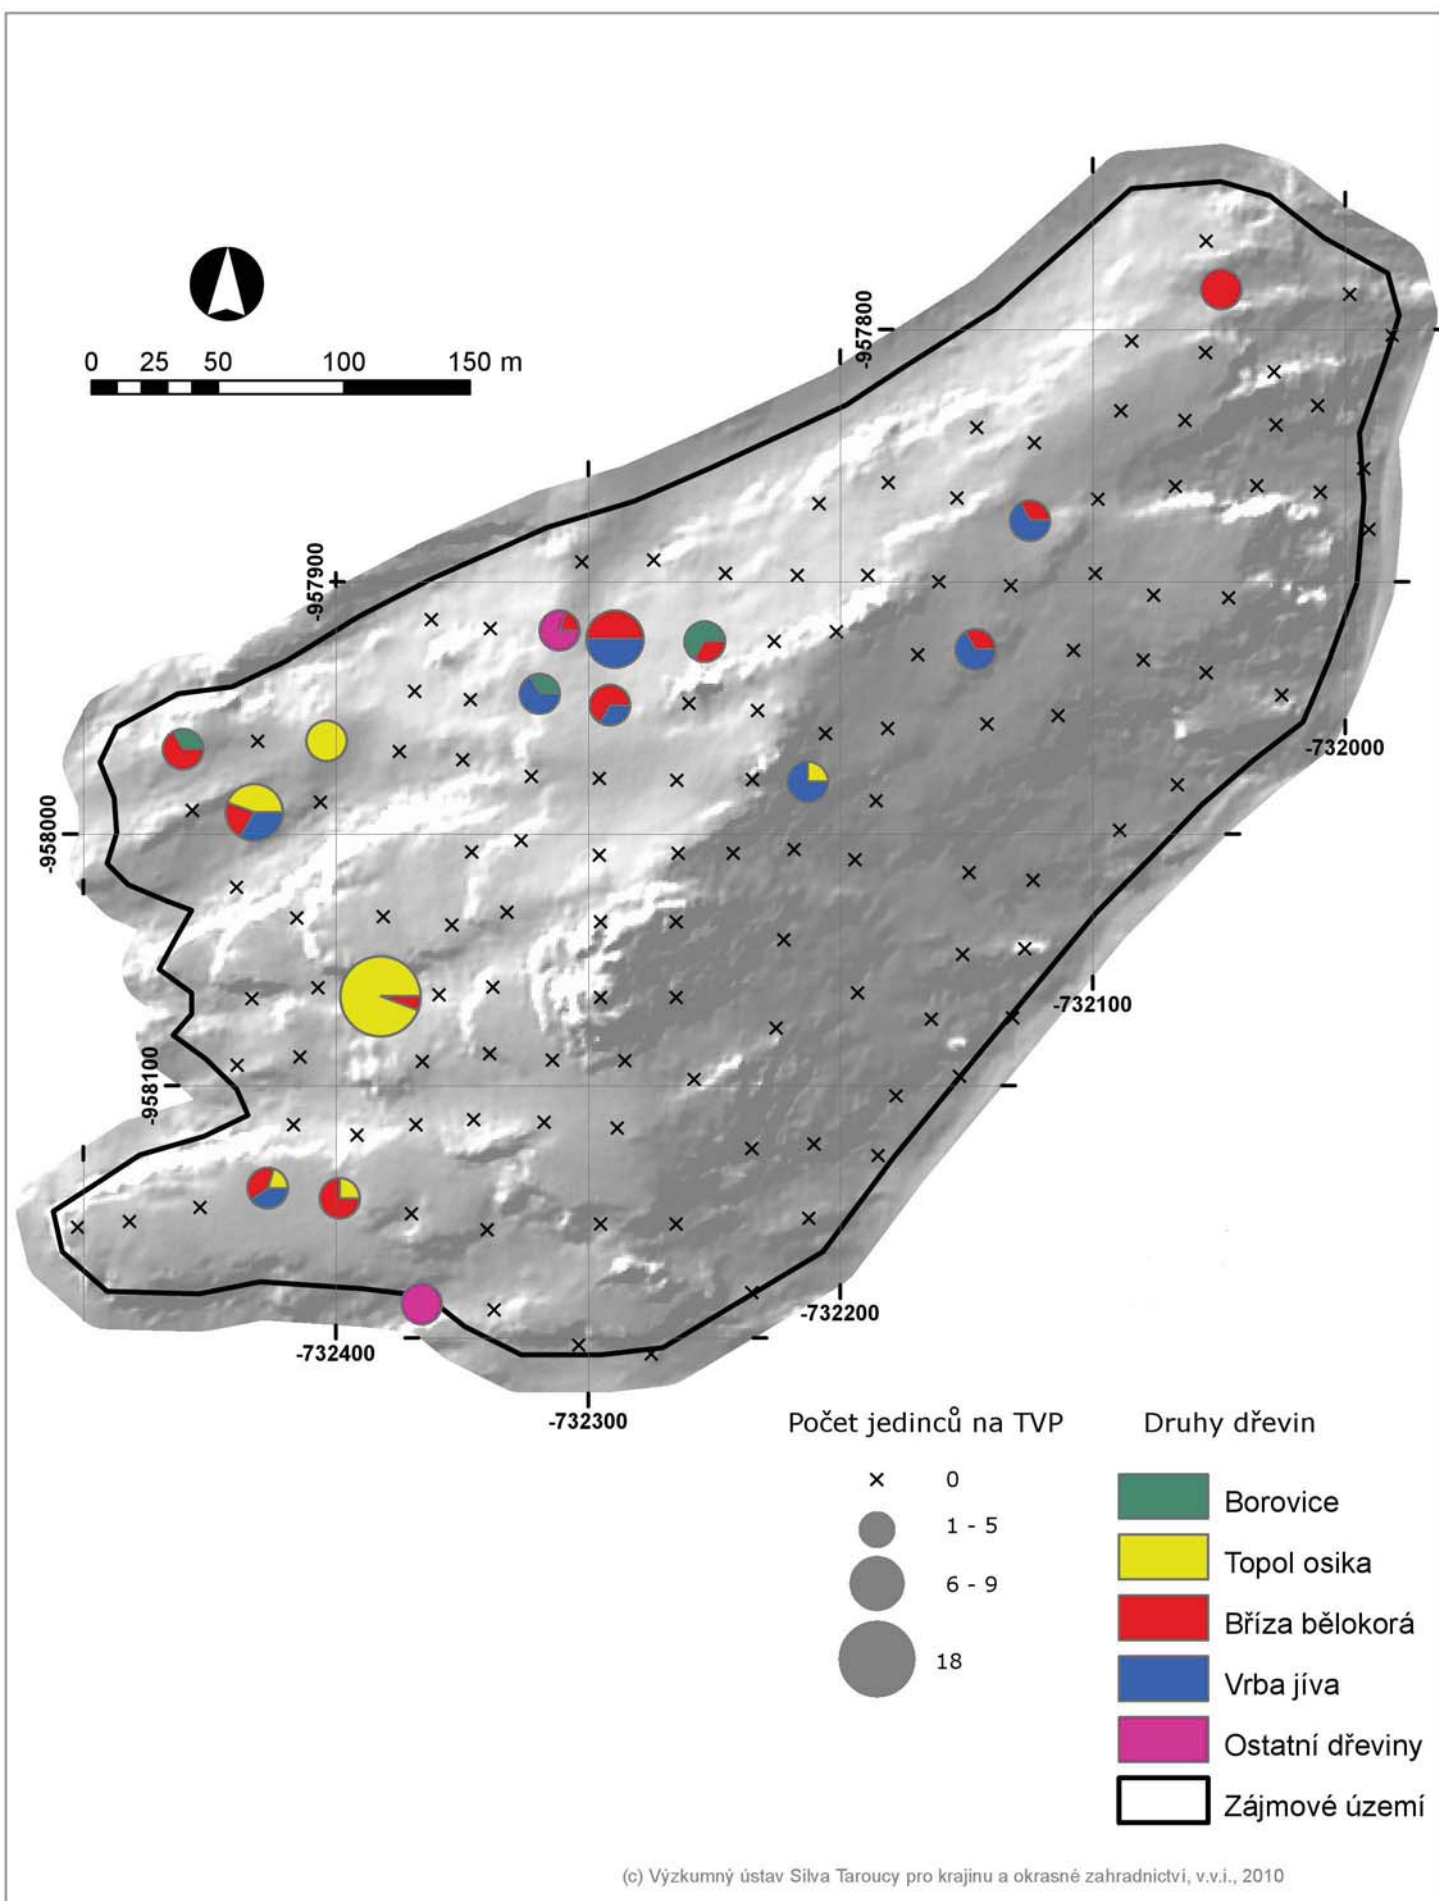 -957800
0 25 50 100 150 m
-957900
-732000
-958000
-732100
-958100
-732200
-732400
-732300
Počet jedinců na TVP
0
1 - 5
6 - 9
18
Druhy dřevin
Borovice
Topol osika
Bříza bělokorá
Vrba jíva
Ostatní dřeviny
Zájmové území
(c) Výzkumný ústav Silva Taroucy pro krajinu a okrasné zahradnictví, v.v.i., 2010